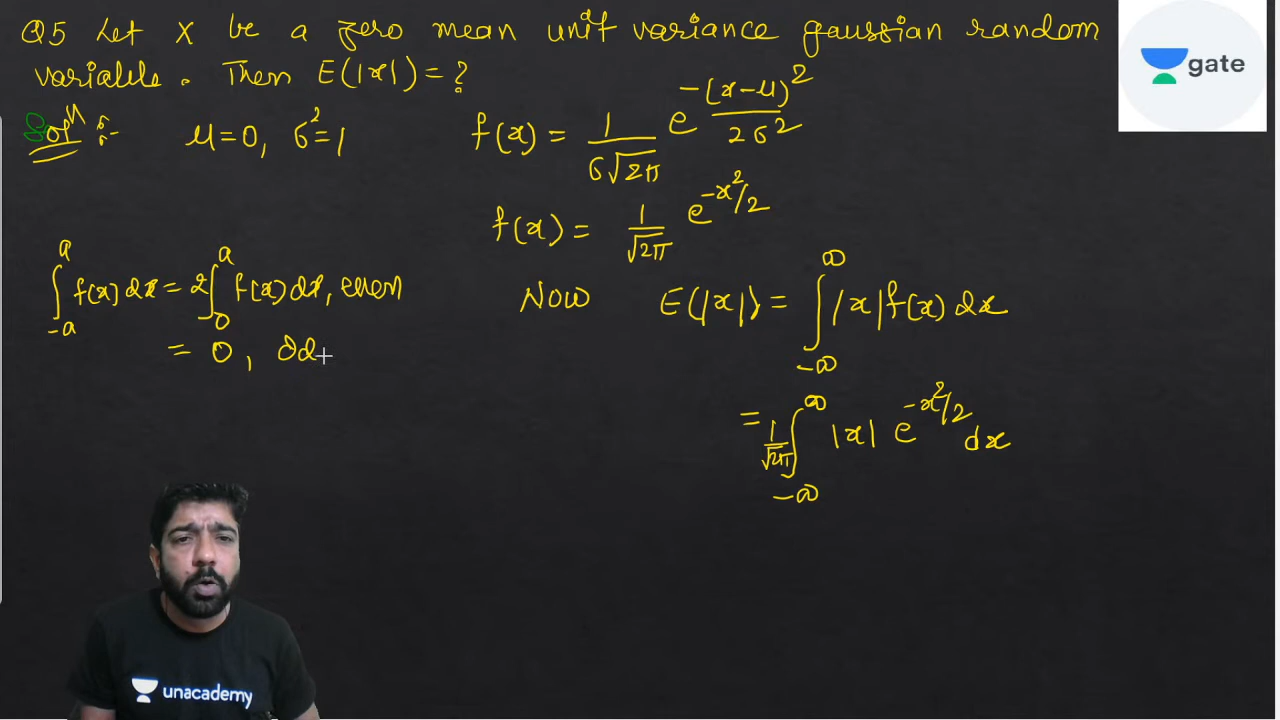 Q5 Let X be a zero mean unit variance gaussian random
variable. Then E(|x|) = ?
Solⁿ :- μ=0, σ²=1
f(x) = 1/(σ√2π) e^(-(x-μ)²/2σ²)
f(x) = 1/√2π e^(-x²/2)
∫_{-a}^{a} f(x) dx = 2∫_{0}^{a} f(x) dx, even
= 0, odd
Now E(|x|) = ∫_{-∞}^{∞} |x| f(x) dx
= 1/√2π ∫_{-∞}^{∞} |x| e^(-x²/2) dx
gate
unacademy